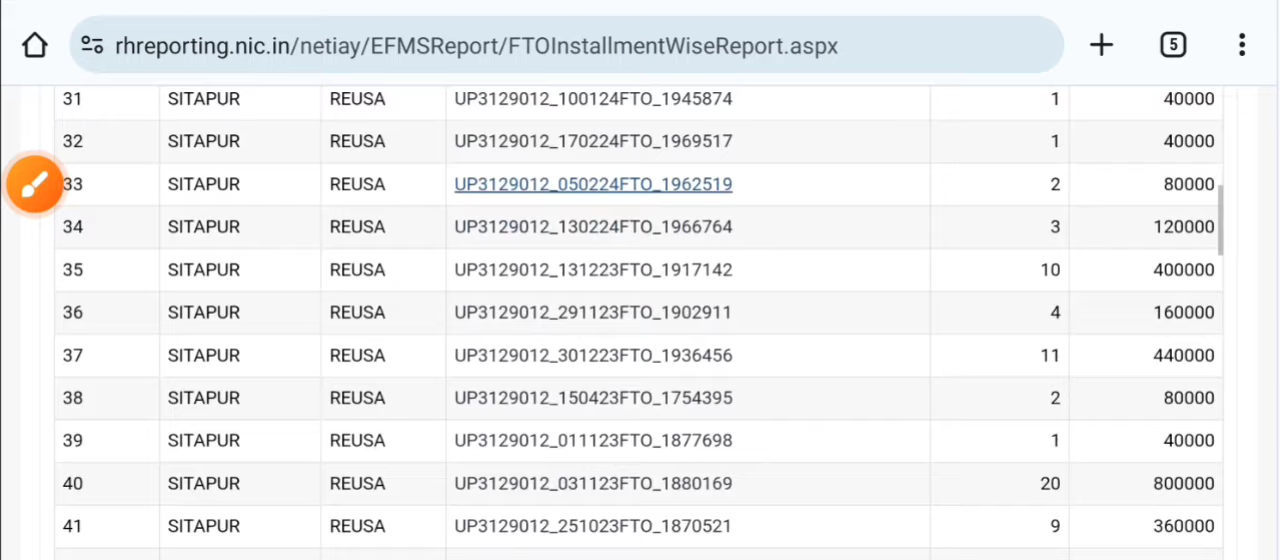 rhreporting.nic.in/netiay/EFMSReport/FTOInstallmentWiseReport.aspx 5
31 SITAPUR REUSA UP3129012_100124FTO_1945874 1 40000
32 SITAPUR REUSA UP3129012_170224FTO_1969517 1 40000
33 SITAPUR REUSA UP3129012_050224FTO_1962519 2 80000
34 SITAPUR REUSA UP3129012_130224FTO_1966764 3 120000
35 SITAPUR REUSA UP3129012_131223FTO_1917142 10 400000
36 SITAPUR REUSA UP3129012_291123FTO_1902911 4 160000
37 SITAPUR REUSA UP3129012_301223FTO_1936456 11 440000
38 SITAPUR REUSA UP3129012_150423FTO_1754395 2 80000
39 SITAPUR REUSA UP3129012_011123FTO_1877698 1 40000
40 SITAPUR REUSA UP3129012_031123FTO_1880169 20 800000
41 SITAPUR REUSA UP3129012_251023FTO_1870521 9 360000